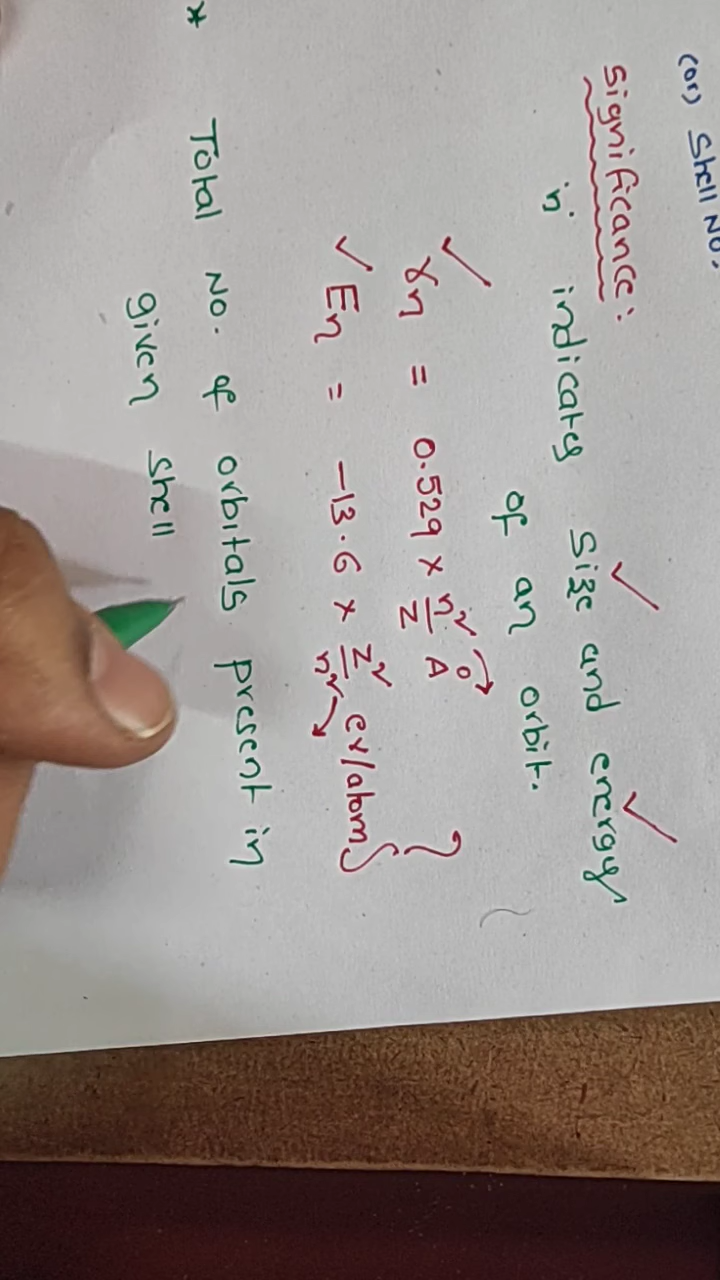 (or) Shell No.
Significance:
'n' indicates size and energy
of an orbit.
rn = 0.529 × n²/Z A°
En = -13.6 × Z²/n² ev/atom
* Total No. of orbitals present in
given shell